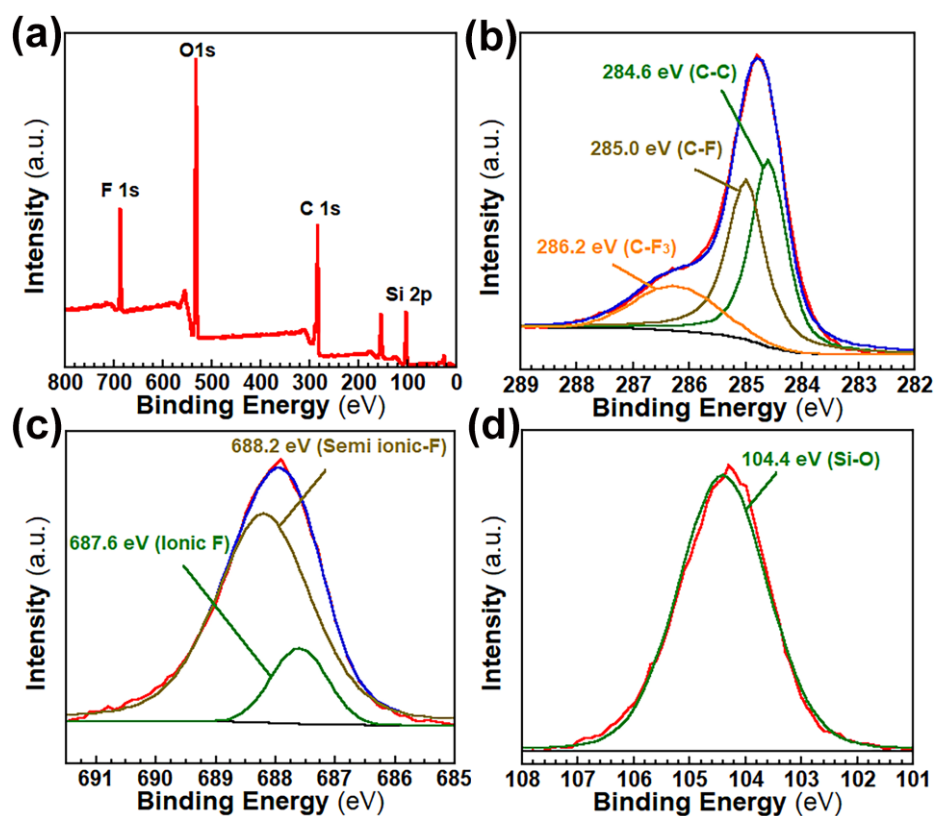 (a)
O1s
F 1s
C 1s
Si 2p
Intensity (a.u.)
800 700 600 500 400 300 200 100 0
Binding Energy (eV)
(b)
284.6 eV (C-C)
285.0 eV (C-F)
286.2 eV (C-F₃)
Intensity (a.u.)
289 288 287 286 285 284 283 282
Binding Energy (eV)
(c)
688.2 eV (Semi ionic-F)
687.6 eV (Ionic F)
Intensity (a.u.)
691 690 689 688 687 686 685
Binding Energy (eV)
(d)
104.4 eV (Si-O)
Intensity (a.u.)
108 107 106 105 104 103 102 101
Binding Energy (eV)